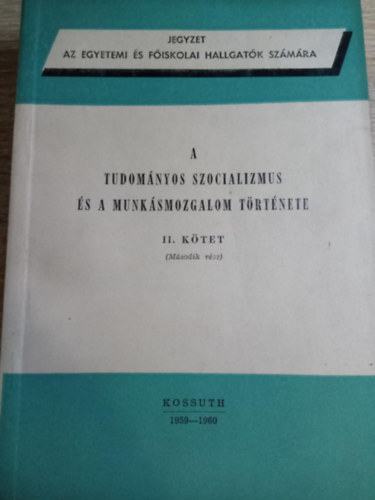 JEGYZET
AZ EGYETEMI ÉS FŐISKOLAI HALLGATÓK SZÁMÁRA
A
TUDOMÁNYOS SZOCIALIZMUS
ÉS A MUNKÁSMOZGALOM TÖRTÉNETE
II. KÖTET
(Második rész)
KOSSUTH
1959—1960